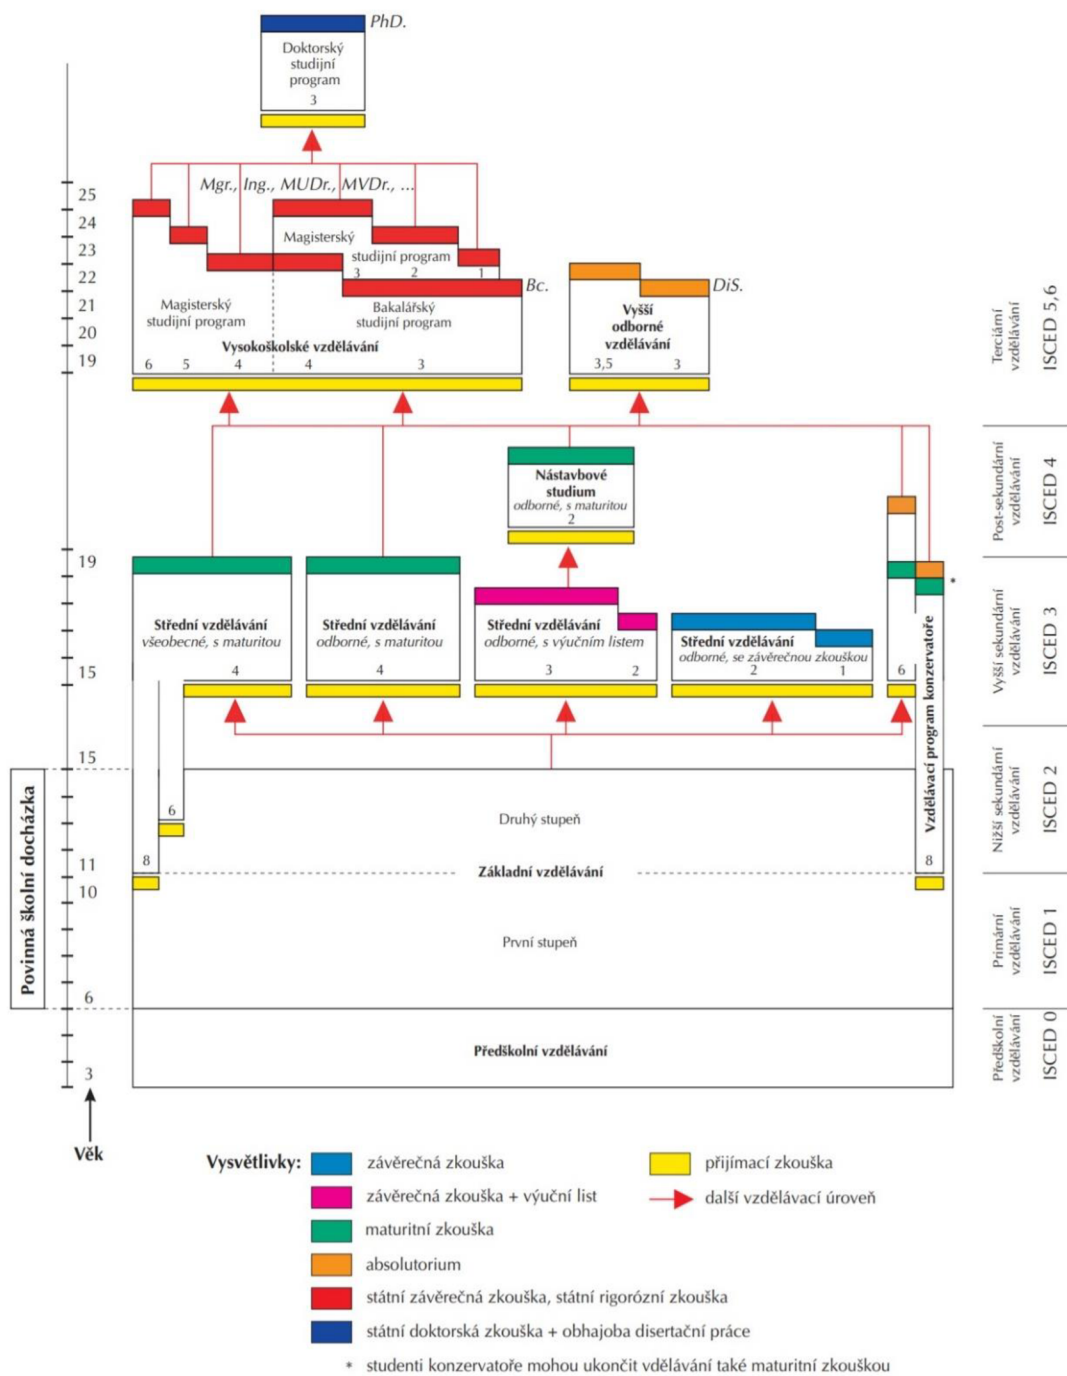 PhD.
Doktorský
studijní
program
3
25
24
23
22
21
20
19
Mgr., Ing., MUDr., MVDr., ...
Magisterský
studijní program
3
2
1
Bc.
Magisterský
studijní program
Bakalářský
studijní program
Vysokoškolské vzdělávání
6
5
4
4
3
DiS.
Vyšší
odborné
vzdělávání
3,5
3
Terciární
vzdělávání
ISCED 5,6
Nástavbové
studium
odborné, s maturitou
2
Post-sekundární
vzdělávání
ISCED 4
19
15
Střední vzdělávání
všeobecné, s maturitou
4
Střední vzdělávání
odborné, s maturitou
4
Střední vzdělávání
odborné, s výučním listem
3
2
Střední vzdělávání
odborné, se závěrečnou zkouškou
2
1
6
*
Vzdělávací program konzervatoře
8
Vyšší sekundární
vzdělávání
ISCED 3
15
11
10
6
3
Povinná školní docházka
6
8
Druhý stupeň
Základní vzdělávání
První stupeň
Předškolní vzdělávání
Nižší sekundární
vzdělávání
ISCED 2
Primární
vzdělávání
ISCED 1
Předškolní
vzdělávání
ISCED 0
Věk
Vysvětlivky:
závěrečná zkouška
závěrečná zkouška + výuční list
maturitní zkouška
absolutorium
státní závěrečná zkouška, státní rigorózní zkouška
státní doktorská zkouška + obhajoba disertační práce
* studenti konzervatoře mohou ukončit vdělávání také maturitní zkouškou
přijímací zkouška
další vzdělávací úroveň